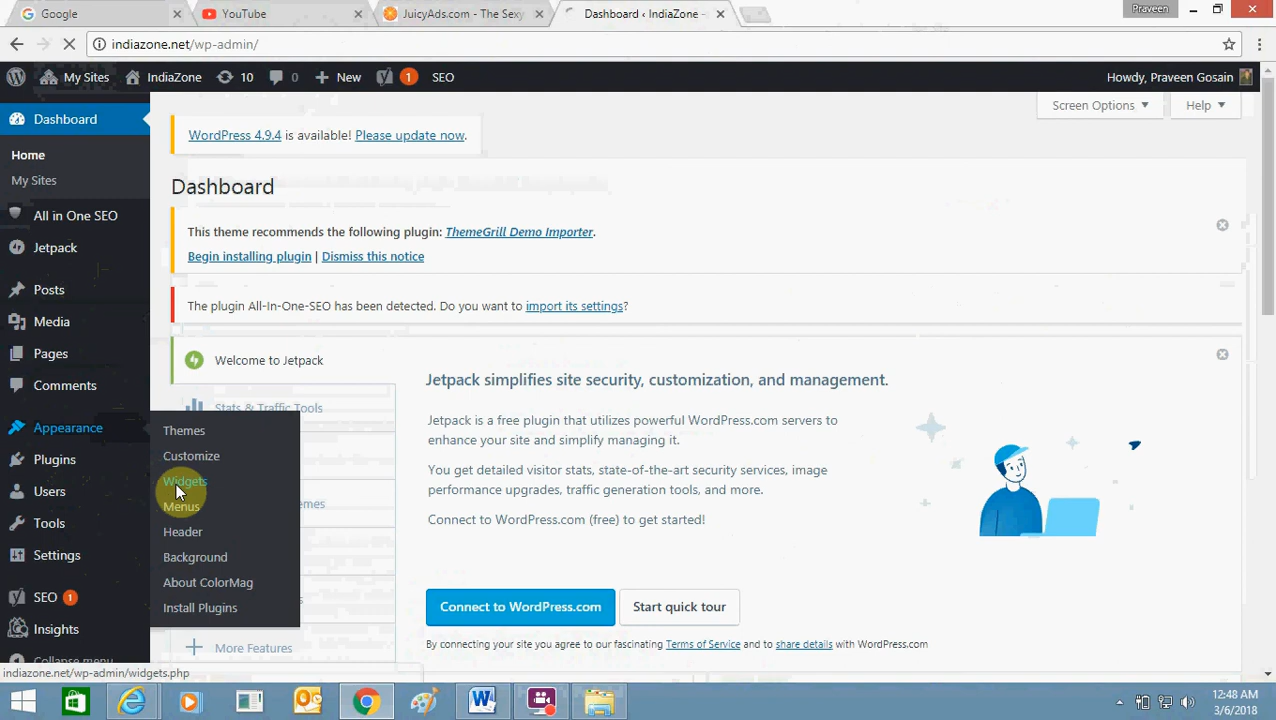 Google
YouTube
JuicyAds.com - The Sexy
Dashboard ‹ IndiaZone –
Praveen
indiazone.net/wp-admin/
My Sites
IndiaZone
10
0
New
1
SEO
Howdy, Praveen Gosain
Dashboard
Screen Options
Help
WordPress 4.9.4 is available! Please update now.
Home
My Sites
Dashboard
All in One SEO
This theme recommends the following plugin: ThemeGrill Demo Importer.
Jetpack
Begin installing plugin | Dismiss this notice
Posts
The plugin All-In-One-SEO has been detected. Do you want to import its settings?
Media
Pages
Welcome to Jetpack
Comments
Jetpack simplifies site security, customization, and management.
Stats & Traffic Tools
Appearance
Jetpack is a free plugin that utilizes powerful WordPress.com servers to
enhance your site and simplify managing it.
Themes
Customize
Plugins
You get detailed visitor stats, state-of-the-art security services, image
performance upgrades, traffic generation tools, and more.
Widgets
Users
Menus
Connect to WordPress.com (free) to get started!
Tools
Header
Settings
Background
About ColorMag
SEO 1
Install Plugins
Connect to WordPress.com
Start quick tour
Insights
More Features
By connecting your site you agree to our fascinating Terms of Service and to share details with WordPress.com
Collapse menu
indiazone.net/wp-admin/widgets.php
12:48 AM
3/6/2018